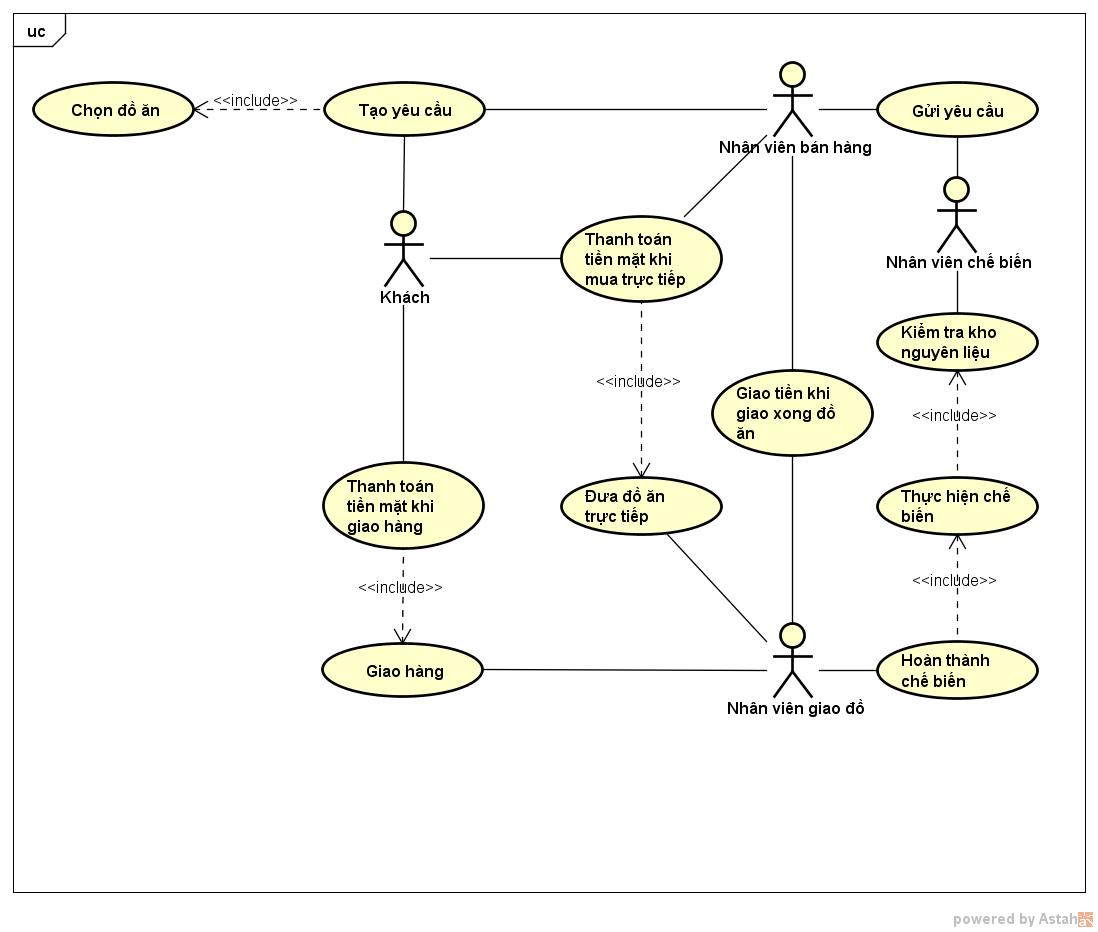 uc
Chọn đồ ăn
<<include>>
Tạo yêu cầu
Nhân viên bán hàng
Gửi yêu cầu
Khách
Thanh toán
tiền mặt khi
mua trực tiếp
Nhân viên chế biến
Kiểm tra kho
nguyên liệu
<<include>>
Giao tiền khi
giao xong đồ
ăn
<<include>>
Thanh toán
tiền mặt khi
giao hàng
Đưa đồ ăn
trực tiếp
Thực hiện chế
biến
<<include>>
<<include>>
Giao hàng
Nhân viên giao đồ
Hoàn thành
chế biến
powered by Astah